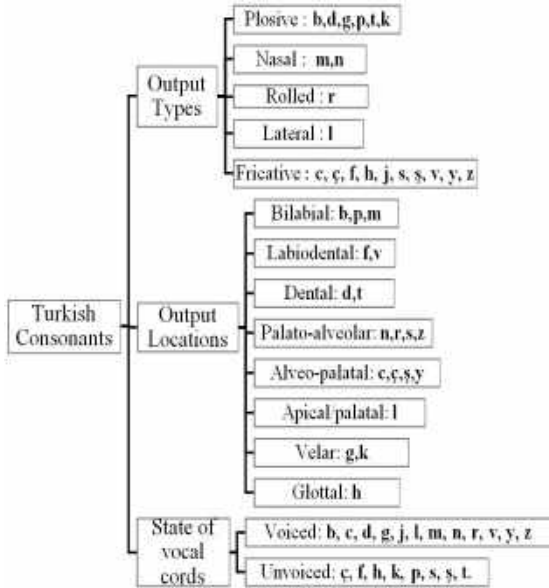 Turkish
Consonants
Output
Types
Plosive : b,d,g,p,t,k
Nasal : m,n
Rolled : r
Lateral : l
Fricative : c, ç, f, h, j, s, ş, v, y, z
Output
Locations
Bilabial: b,p,m
Labiodental: f,v
Dental: d,t
Palato-alveolar: n,r,s,z
Alveo-palatal: c,ç,ş,y
Apical/palatal: l
Velar: g,k
Glottal: h
State of
vocal
cords
Voiced: b, c, d, g, j, l, m, n, r, v, y, z
Unvoiced: ç, f, h, k, p, s, ş, t.